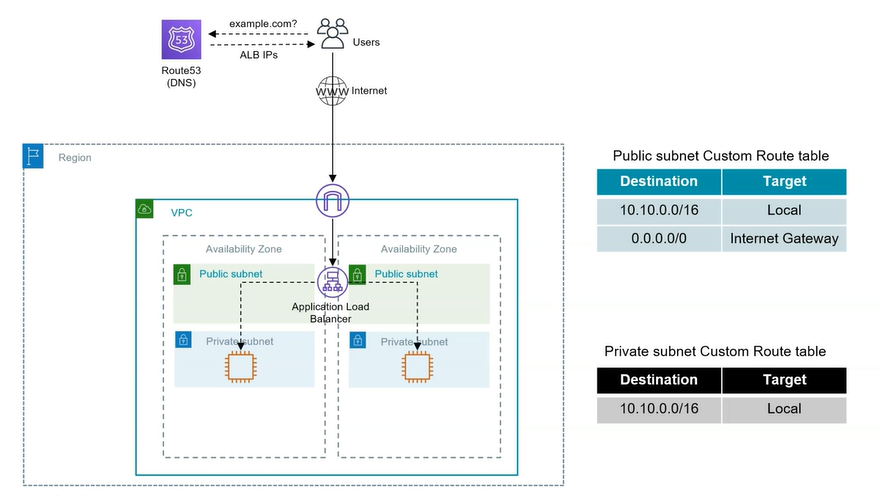 example.com?
53
Users
ALB IPs
Route53
(DNS)
WWW
Internet
Region
VPC
Availability Zone
Availability Zone
Public subnet
Public subnet
Application Load
Balancer
Private subnet
Private subnet
Public subnet Custom Route table
Destination Target
10.10.0.0/16 Local
0.0.0.0/0 Internet Gateway
Private subnet Custom Route table
Destination Target
10.10.0.0/16 Local